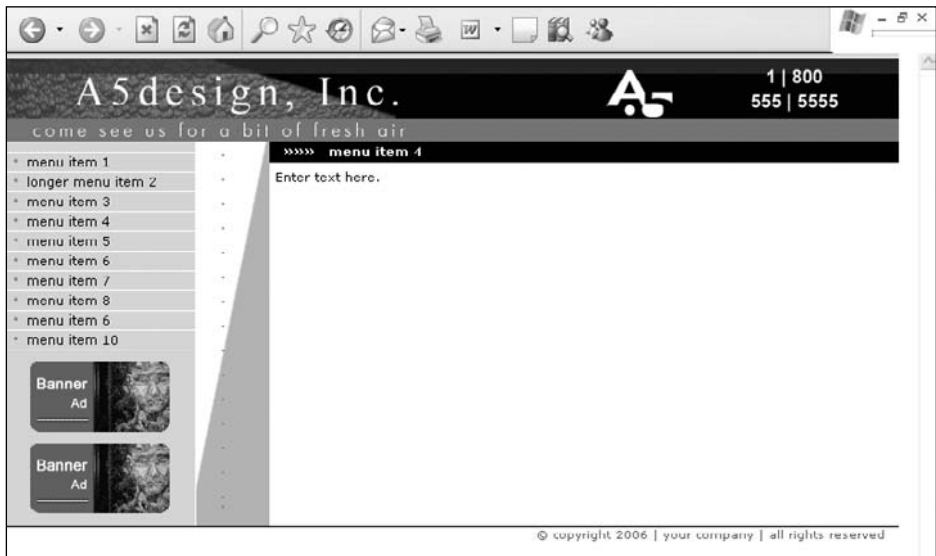 A5design, Inc.
1 | 800
555 | 5555
come see us for a bit of fresh air
»»»» menu item 4
menu item 1
longer menu item 2
menu item 3
menu item 4
menu item 5
menu item 6
menu item 7
menu item 8
menu item 6
menu item 10
Enter text here.
Banner
Ad
Banner
Ad
© copyright 2006 | your company | all rights reserved